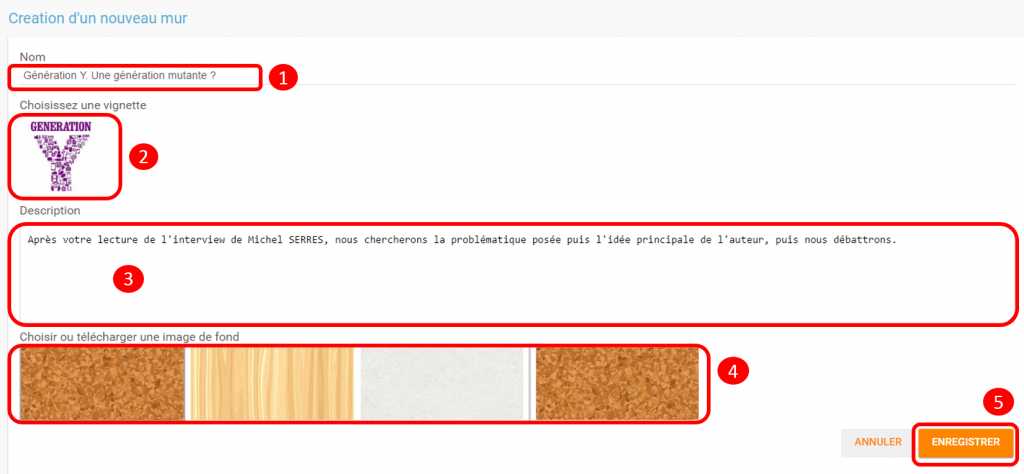 Creation d'un nouveau mur
Nom
Génération Y. Une génération mutante ?
1
Choisissez une vignette
GENERATION
Y
2
Description
Après votre lecture de l'interview de Michel SERRES, nous chercherons la problématique posée puis l'idée principale de l'auteur, puis nous débattrons.
3
Choisir ou télécharger une image de fond
4
5
ANNULER
ENREGISTRER